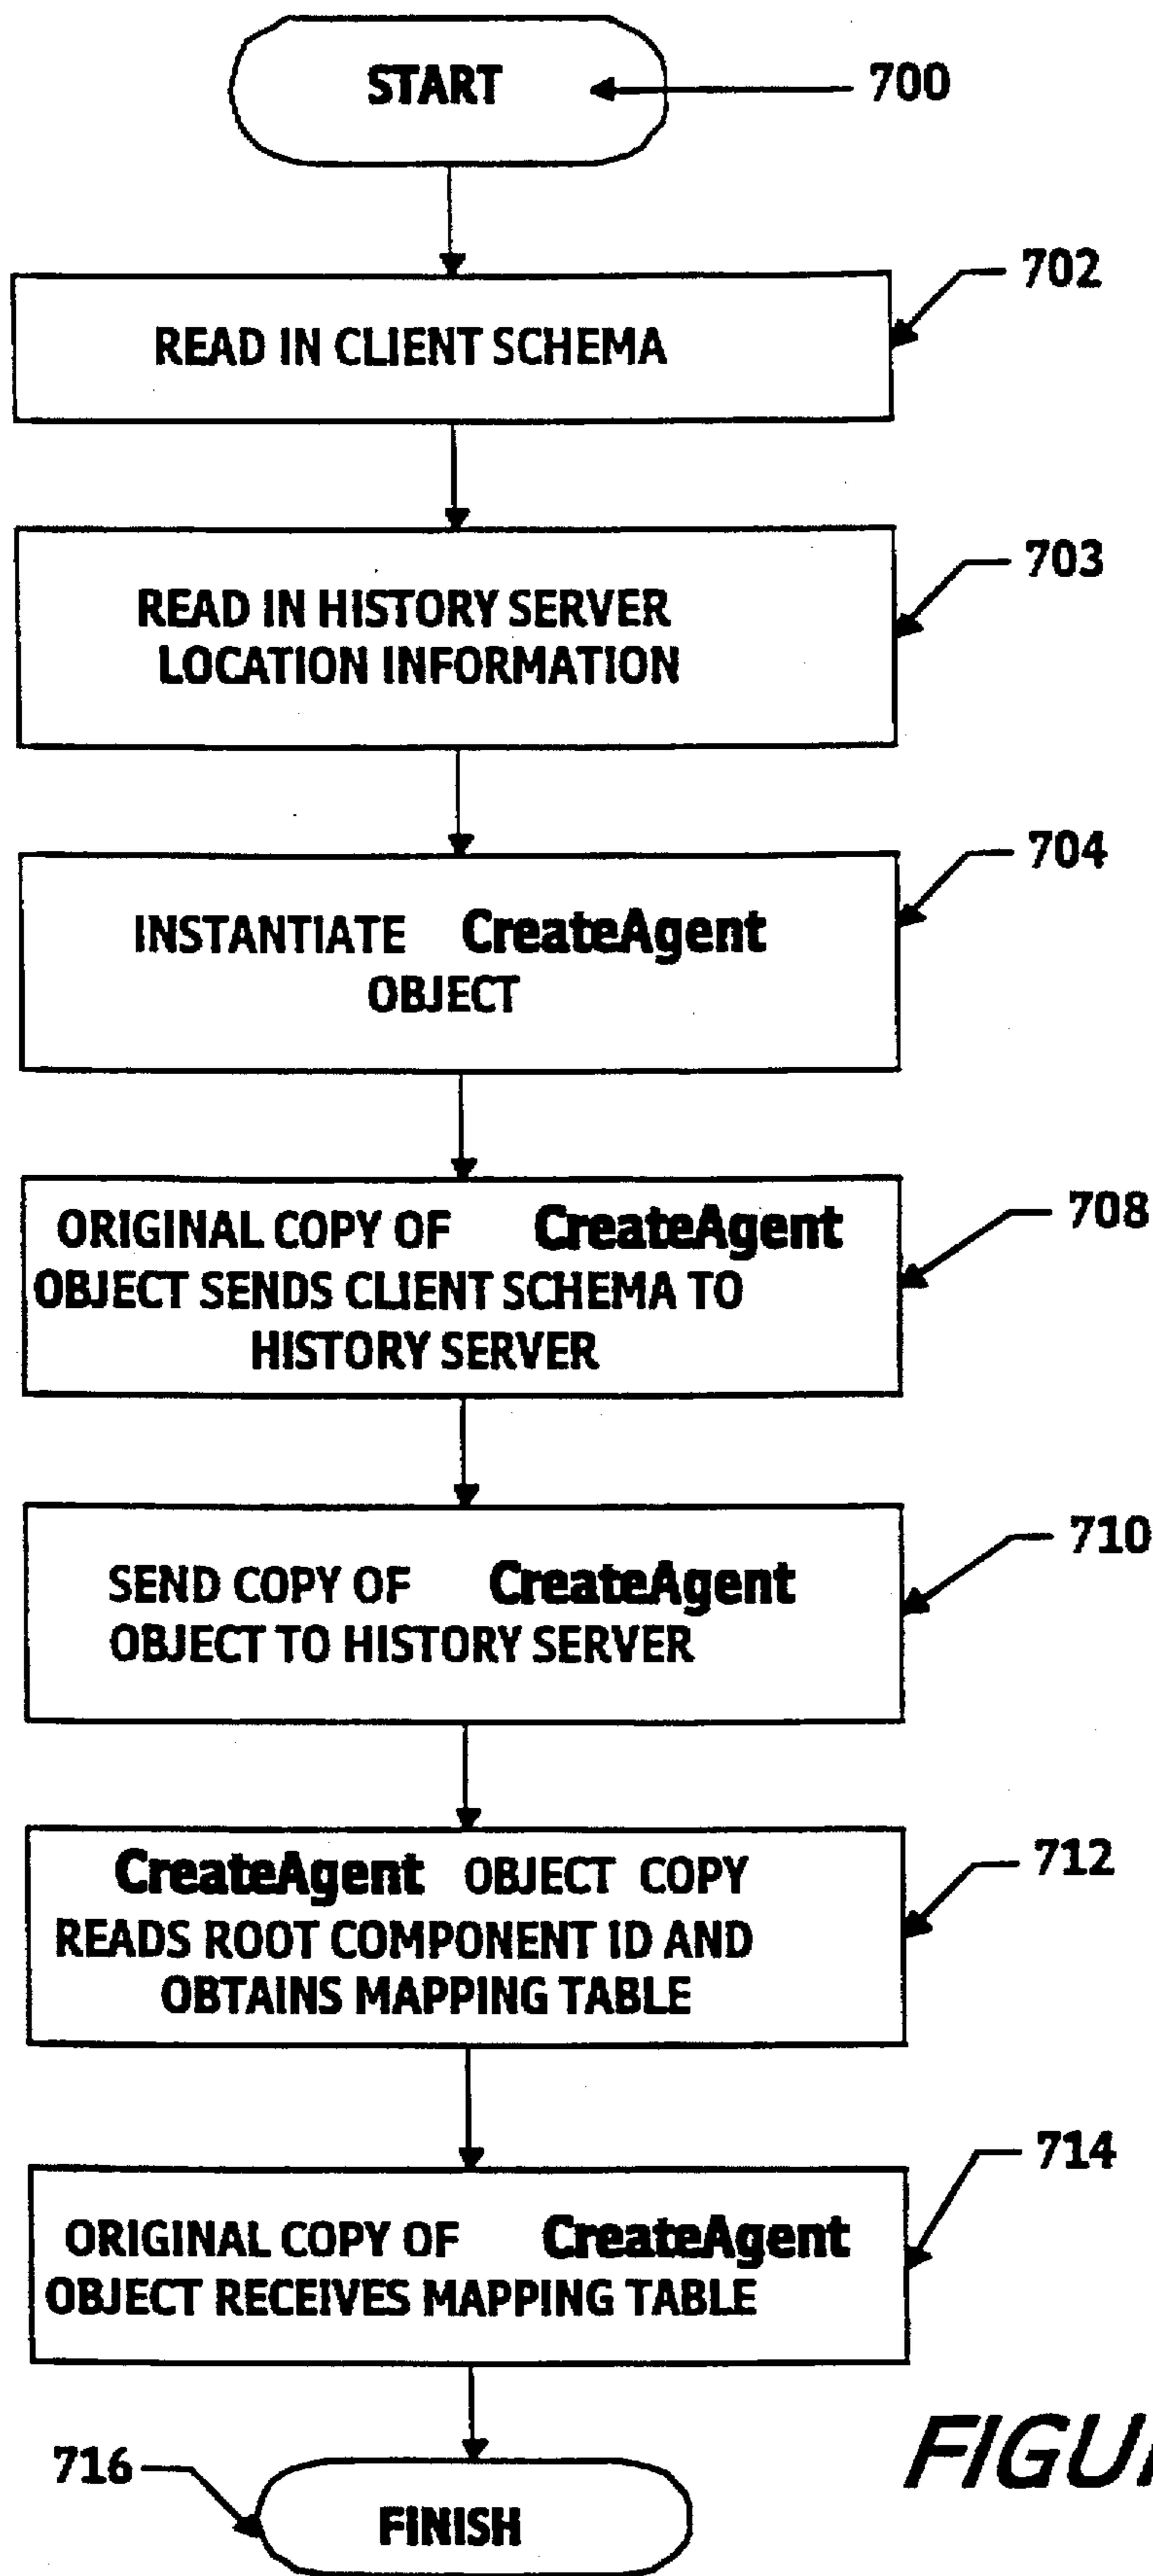 START
700
702
READ IN CLIENT SCHEMA
703
READ IN HISTORY SERVER
LOCATION INFORMATION
704
INSTANTIATE CreateAgent
OBJECT
708
ORIGINAL COPY OF CreateAgent
OBJECT SENDS CLIENT SCHEMA TO
HISTORY SERVER
710
SEND COPY OF CreateAgent
OBJECT TO HISTORY SERVER
712
CreateAgent OBJECT COPY
READS ROOT COMPONENT ID AND
OBTAINS MAPPING TABLE
714
ORIGINAL COPY OF CreateAgent
OBJECT RECEIVES MAPPING TABLE
716
FINISH